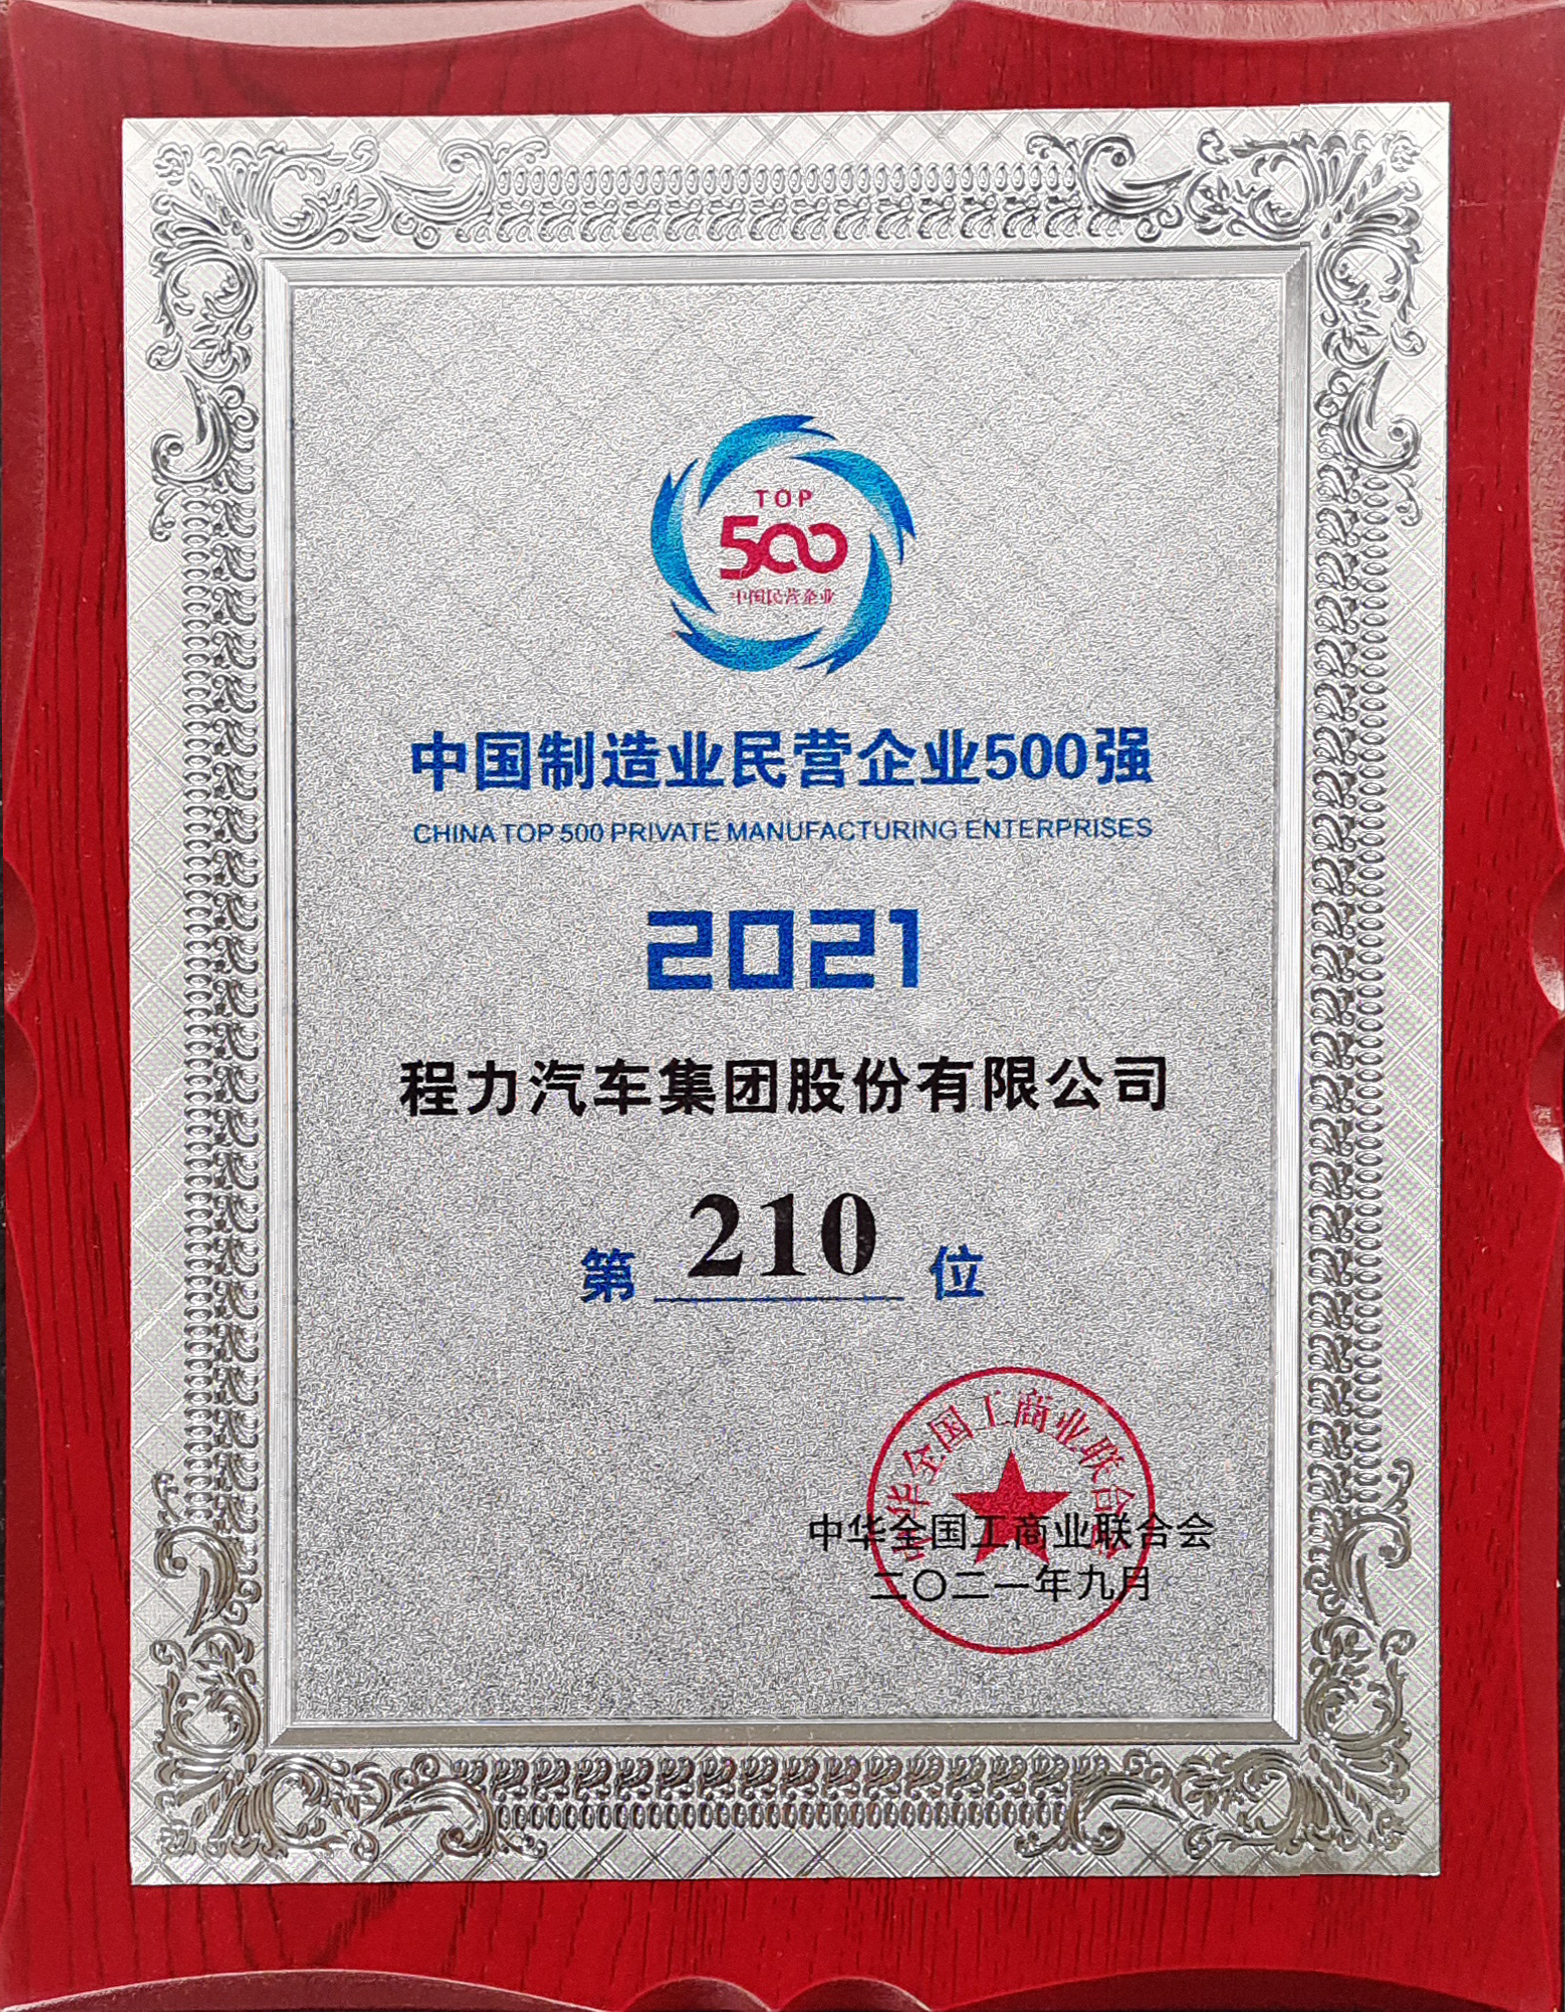 TOP
500
中国民营企业
中国制造业民营企业500强
CHINA TOP 500 PRIVATE MANUFACTURING ENTERPRISES
2021
程力汽车集团股份有限公司
第 210 位
中华全国工商业联合会
中华全国工商业联合会
二〇二一年九月